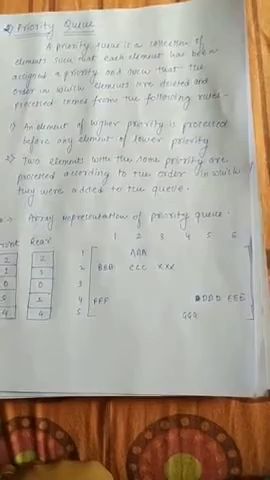 2) Priority Queue
A priority queue is a collection of
elements such that each element has been
assigned a priority and such that the
order in which elements are deleted and
processed comes from the following rules -
1) An element of higher priority is processed
before any element of lower priority
2) Two elements with the same priority are
processed according to the order in which
they were added to the queue.
Array representation of priority queue.
Front Rear 1 2 3 4 5 6
2 2 1 AAA
1 3 2 BBB CCC XXX
0 0 3
5 1 4 FFF DDD EEE
4 4 5 GGG